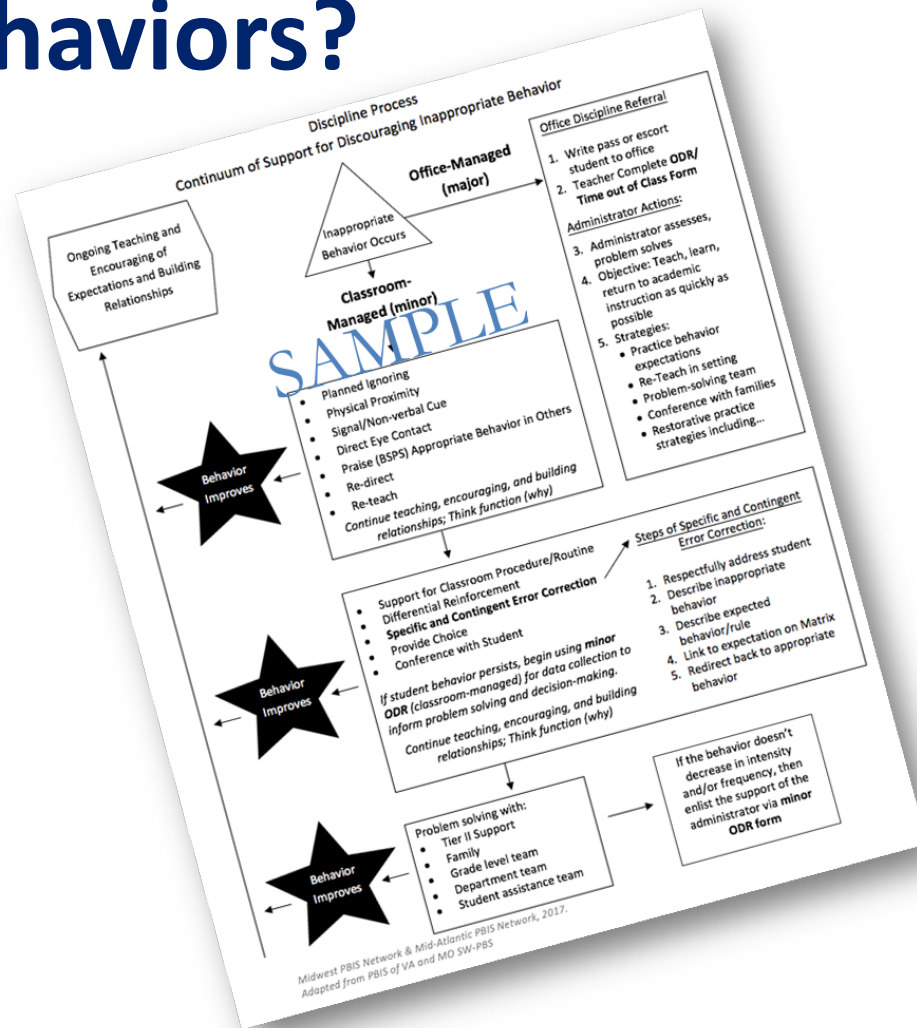 haviors?
Discipline Process
Continuum of Support for Discouraging Inappropriate Behavior
Ongoing Teaching and
Encouraging of
Expectations and Building
Relationships
Inappropriate
Behavior Occurs
Office-Managed
(major)
Office Discipline Referral
1. Write pass or escort
student to office
2. Teacher Complete ODR/
Time out of Class Form
Administrator Actions:
3. Administrator assesses,
problem solves
4. Objective: Teach, learn,
return to academic
instruction as quickly as
possible
5. Strategies:
• Practice behavior
expectations
• Re-Teach in setting
• Problem-solving team
• Conference with families
• Restorative practice
strategies including...
Classroom-
Managed (minor)
SAMPLE
• Planned Ignoring
• Physical Proximity
• Signal/Non-verbal Cue
• Direct Eye Contact
• Praise (BSPS) Appropriate Behavior in Others
• Re-direct
• Re-teach
Continue teaching, encouraging, and building
relationships; Think function (why)
Behavior
Improves
• Support for Classroom Procedure/Routine
• Differential Reinforcement
• Specific and Contingent Error Correction
• Provide Choice
• Conference with Student
If student behavior persists, begin using minor
ODR (classroom-managed) for data collection to
inform problem solving and decision-making.
Continue teaching, encouraging, and building
relationships; Think function (why)
Steps of Specific and Contingent
Error Correction:
1. Respectfully address student
2. Describe inappropriate
behavior
3. Describe expected
behavior/rule
4. Link to expectation on Matrix
5. Redirect back to appropriate
behavior
Behavior
Improves
Problem solving with:
• Tier II Support
• Family
• Grade level team
• Department team
• Student assistance team
If the behavior doesn't
decrease in intensity
and/or frequency, then
enlist the support of the
administrator via minor
ODR form
Behavior
Improves
Midwest PBIS Network & Mid-Atlantic PBIS Network, 2017.
Adapted from PBIS of VA and MO SW-PBS